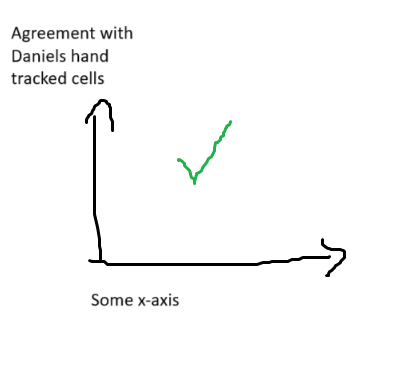 Agreement with
Daniels hand
tracked cells
Some x-axis